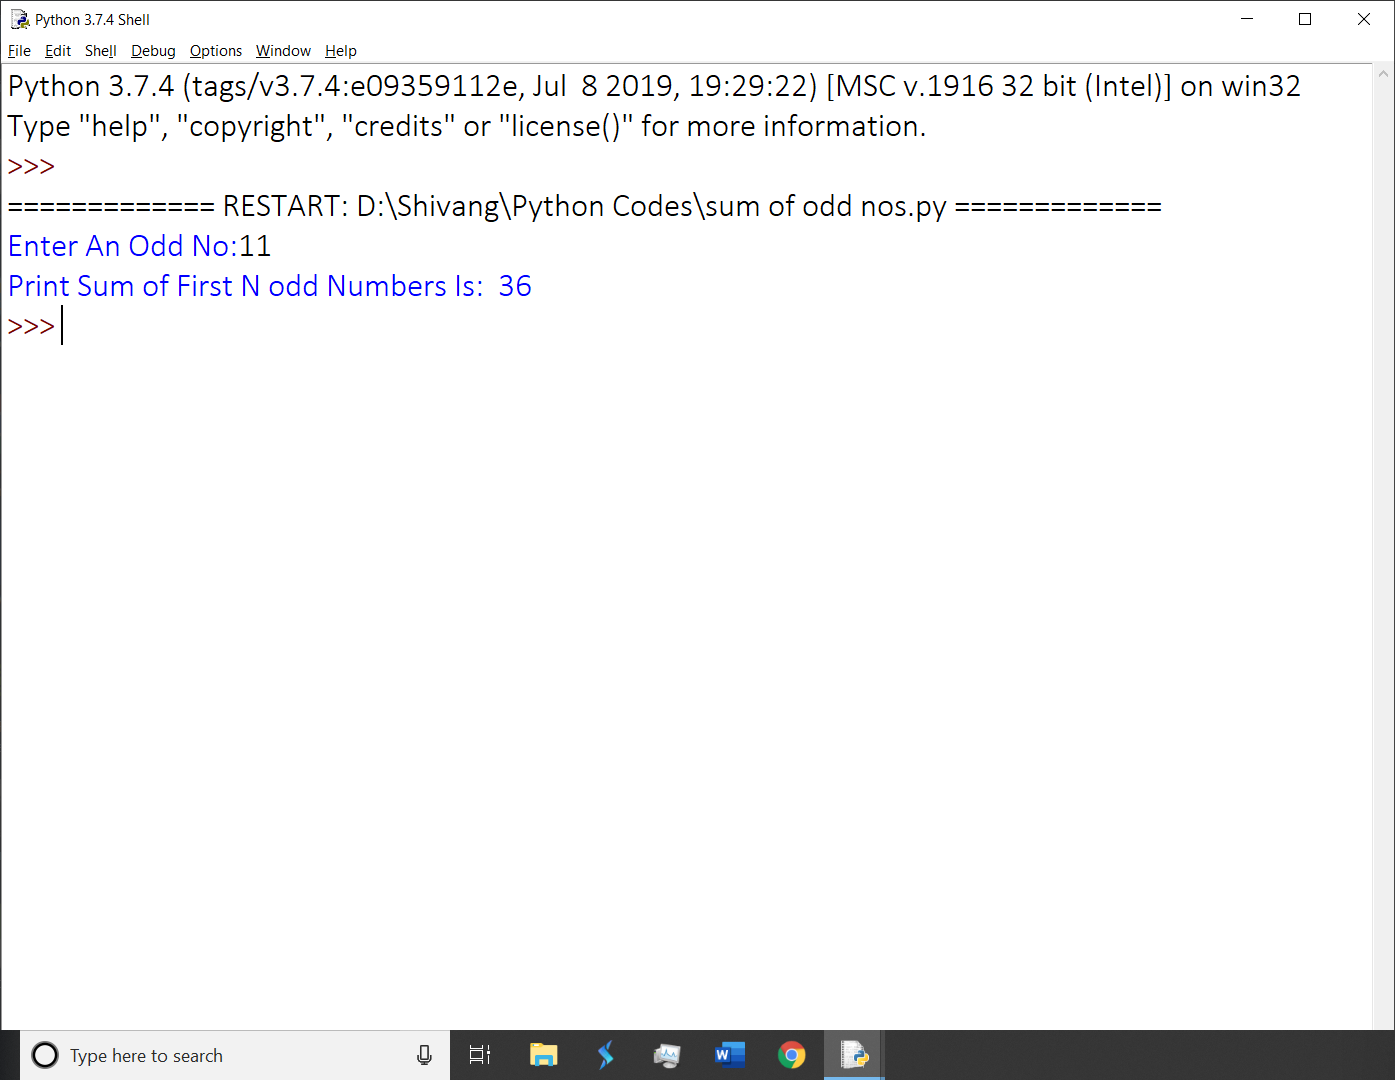 Python 3.7.4 Shell
File Edit Shell Debug Options Window Help
Python 3.7.4 (tags/v3.7.4:e09359112e, Jul  8 2019, 19:29:22) [MSC v.1916 32 bit (Intel)] on win32
Type "help", "copyright", "credits" or "license()" for more information.
>>>
============= RESTART: D:\Shivang\Python Codes\sum of odd nos.py =============
Enter An Odd No:11
Print Sum of First N odd Numbers Is:  36
>>>
Type here to search